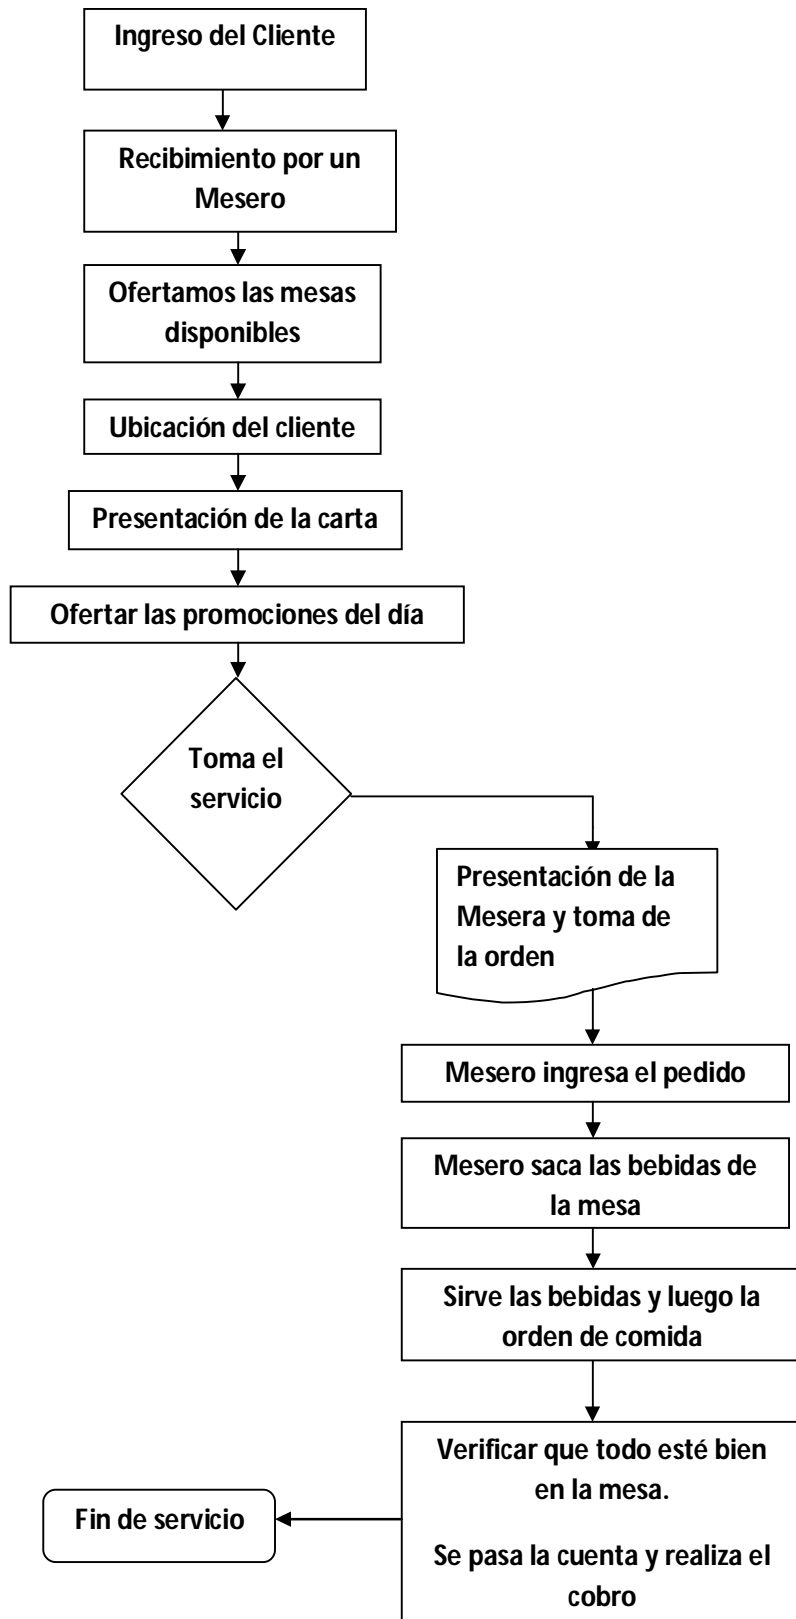 Ingreso del Cliente
Recibimiento por un
Mesero
Ofertamos las mesas
disponibles
Ubicación del cliente
Presentación de la carta
Ofertar las promociones del día
Toma el
servicio
Presentación de la
Mesera y toma de
la orden
Mesero ingresa el pedido
Mesero saca las bebidas de
la mesa
Sirve las bebidas y luego la
orden de comida
Verificar que todo esté bien
en la mesa.
Se pasa la cuenta y realiza el
cobro
Fin de servicio